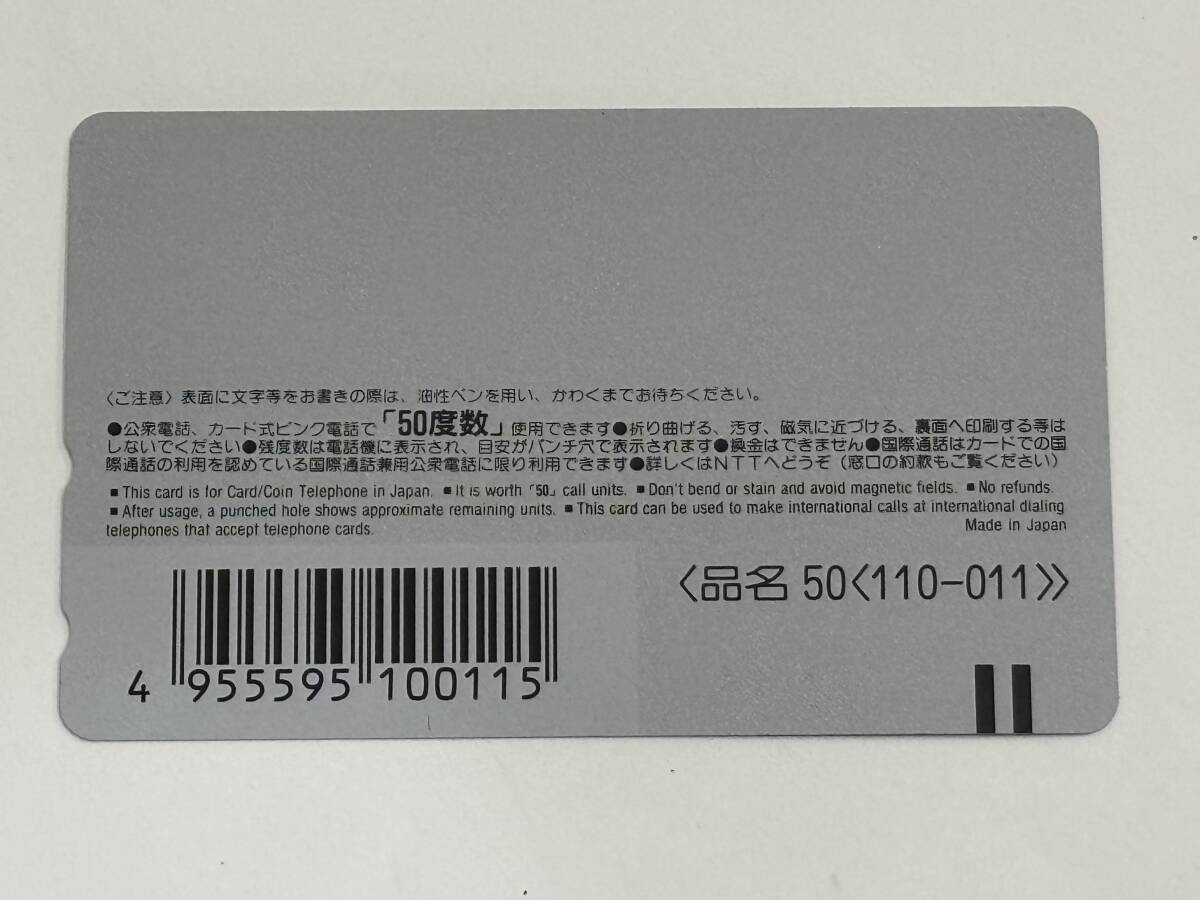 〈ご注意〉表面に文字等をお書きの際は、油性ペンを用い、かわくまでお待ちください。
●公衆電話、カード式ピンク電話で「50度数」使用できます●折り曲げる、汚す、磁気に近づける、裏面へ印刷する等は
しないでください●残度数は電話機に表示され、目安がパンチ穴で表示されます●換金はできません●国際通話はカードでの国
際通話の利用を認めている国際通話兼用公衆電話に限り利用できます●詳しくはNTTへどうぞ(窓口の約款もご覧ください)
■This card is for Card/Coin Telephone in Japan. ■It is worth「50」call units. ■Don't bend or stain and avoid magnetic fields. ■No refunds.
■After usage, a punched hole shows approximate remaining units. ■This card can be used to make international calls at international dialing
telephones that accept telephone cards. Made in Japan
〈品名 50〈110-011〉〉
4 955595 100115